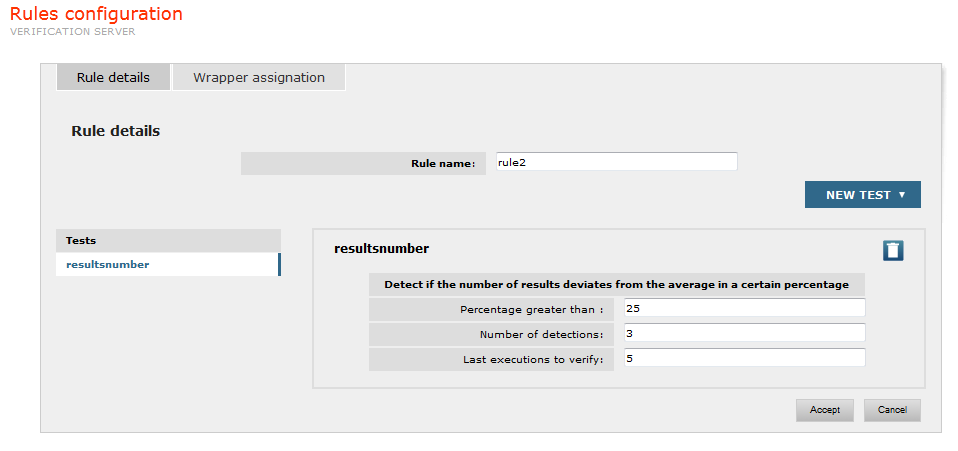 Rules configuration
VERIFICATION SERVER
Rule details
Wrapper assignation
Rule details
Rule name:
rule2
NEW TEST ▼
Tests
resultsnumber
resultsnumber
Detect if the number of results deviates from the average in a certain percentage
Percentage greater than :
25
Number of detections:
3
Last executions to verify:
5
Accept
Cancel